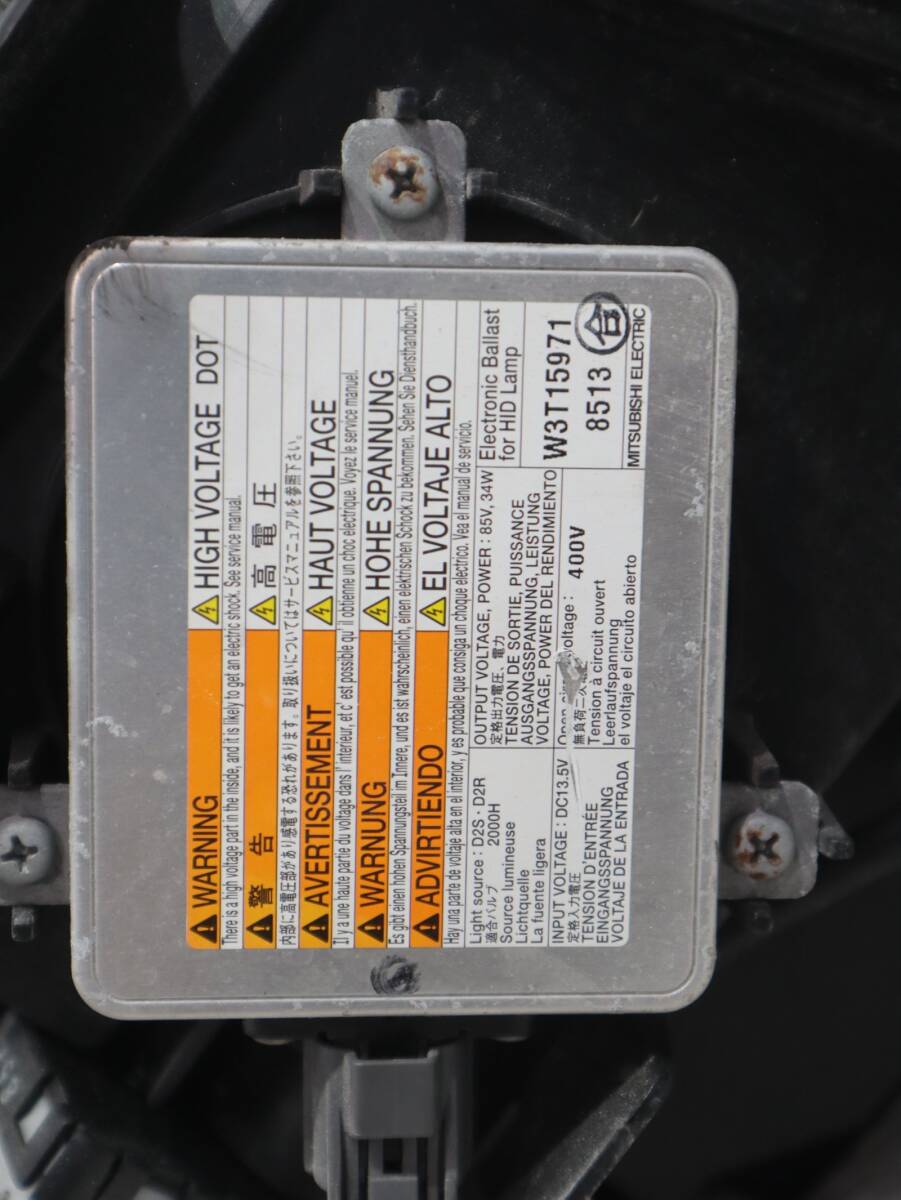 WARNING HIGH VOLTAGE DOT
There is a high voltage part in the inside, and it is likely to get an electric shock. See service manual.
警告 高電圧
内部に高電圧部があり感電する恐れがあります。取り扱いについてはサービスマニュアルを参照下さい。
AVERTISSEMENT HAUT VOLTAGE
Il y a une haute partie du voltage dans l'interieur, et c'est possible qu'il obtienne un choc electrique. Voyez le service manuel.
WARNUNG HOHE SPANNUNG
Es gibt einen hohen Spannungsteil im Innere, und es ist wahrscheinlich, einen elektrischen Schock zu bekommen. Sehen Sie Diensthandbuch.
ADVIRTIENDO EL VOLTAJE ALTO
Hay una parte de voltaje alta en el interior, y es probable que consiga un choque electrico. Vea el manual de servicio.
Light source : D2S・D2R
適合バルブ 2000H
Source lumineuse
Lichtquelle
La fuente ligera
OUTPUT VOLTAGE, POWER : 85V, 34W
定格出力電圧、電力
TENSION DE SORTIE, PUISSANCE
AUSGANGSSPANNUNG, LEISTUNG
VOLTAGE, POWER DEL RENDIMIENTO
Electronic Ballast
for HID Lamp
INPUT VOLTAGE : DC13.5V
定格入力電圧
TENSION D'ENTRÉE
EINGANGSSPANNUNG
VOLTAJE DE LA ENTRADA
voltage : 400V
無負荷二次
Tension à circuit ouvert
Leerlaufspannung
el voltaje el circuito abierto
W3T15971
8513 合
MITSUBISHI ELECTRIC